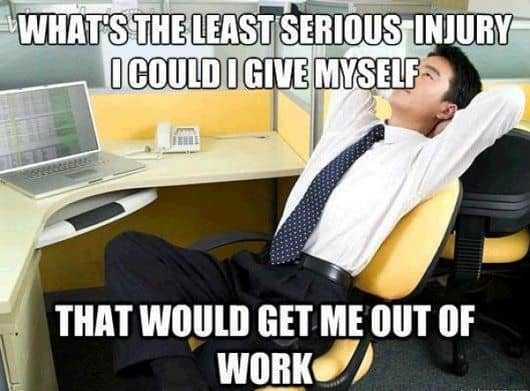 WHAT'S THE LEAST SERIOUS INJURY
I COULD I GIVE MYSELF
THAT WOULD GET ME OUT OF
WORK